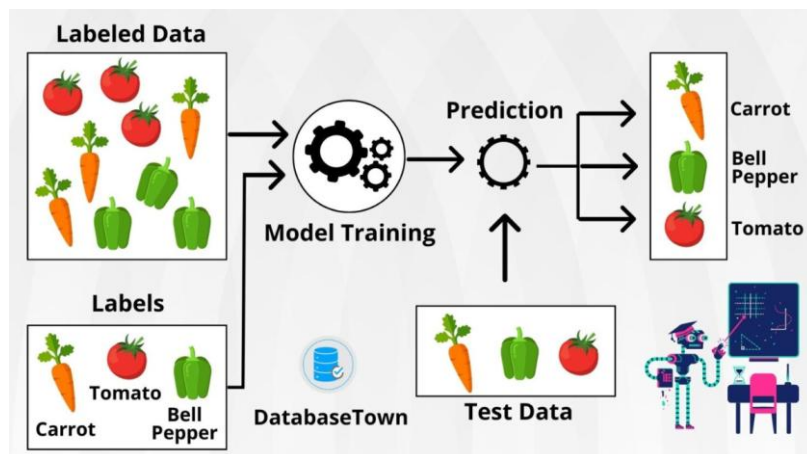 Labeled Data
Prediction
Carrot
Bell
Pepper
Tomato
Model Training
Labels
Carrot
Tomato
Bell
Pepper
DatabaseTown
Test Data